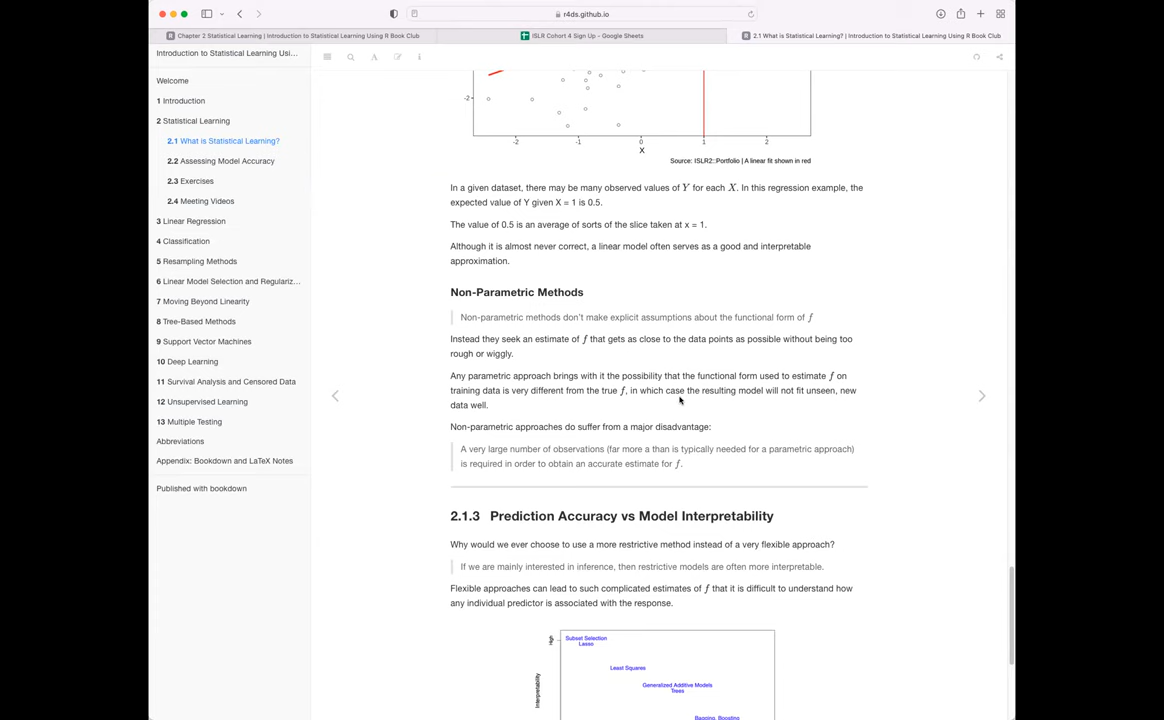 r4ds.github.io
Chapter 2 Statistical Learning | Introduction to Statistical Learning Using R Book Club
ISLR Cohort 4 Sign Up - Google Sheets
2.1 What is Statistical Learning? | Introduction to Statistical Learning Using R Book Club
Introduction to Statistical Learning Usi...
Welcome
1 Introduction
2 Statistical Learning
2.1 What is Statistical Learning?
2.2 Assessing Model Accuracy
2.3 Exercises
2.4 Meeting Videos
3 Linear Regression
4 Classification
5 Resampling Methods
6 Linear Model Selection and Regulariz...
7 Moving Beyond Linearity
8 Tree-Based Methods
9 Support Vector Machines
10 Deep Learning
11 Survival Analysis and Censored Data
12 Unsupervised Learning
13 Multiple Testing
Abbreviations
Appendix: Bookdown and LaTeX Notes
Published with bookdown
-2
-2 -1 0 1 2
X
Source: ISLR2::Portfolio | A linear fit shown in red
In a given dataset, there may be many observed values of Y for each X. In this regression example, the
expected value of Y given X = 1 is 0.5.
The value of 0.5 is an average of sorts of the slice taken at x = 1.
Although it is almost never correct, a linear model often serves as a good and interpretable
approximation.
Non-Parametric Methods
Non-parametric methods don't make explicit assumptions about the functional form of f
Instead they seek an estimate of f that gets as close to the data points as possible without being too
rough or wiggly.
Any parametric approach brings with it the possibility that the functional form used to estimate f on
training data is very different from the true f, in which case the resulting model will not fit unseen, new
data well.
Non-parametric approaches do suffer from a major disadvantage:
A very large number of observations (far more a than is typically needed for a parametric approach)
is required in order to obtain an accurate estimate for f.
2.1.3 Prediction Accuracy vs Model Interpretability
Why would we ever choose to use a more restrictive method instead of a very flexible approach?
If we are mainly interested in inference, then restrictive models are often more interpretable.
Flexible approaches can lead to such complicated estimates of f that it is difficult to understand how
any individual predictor is associated with the response.
High
Interpretability
Subset Selection
Lasso
Least Squares
Generalized Additive Models
Trees
Bagging, Boosting